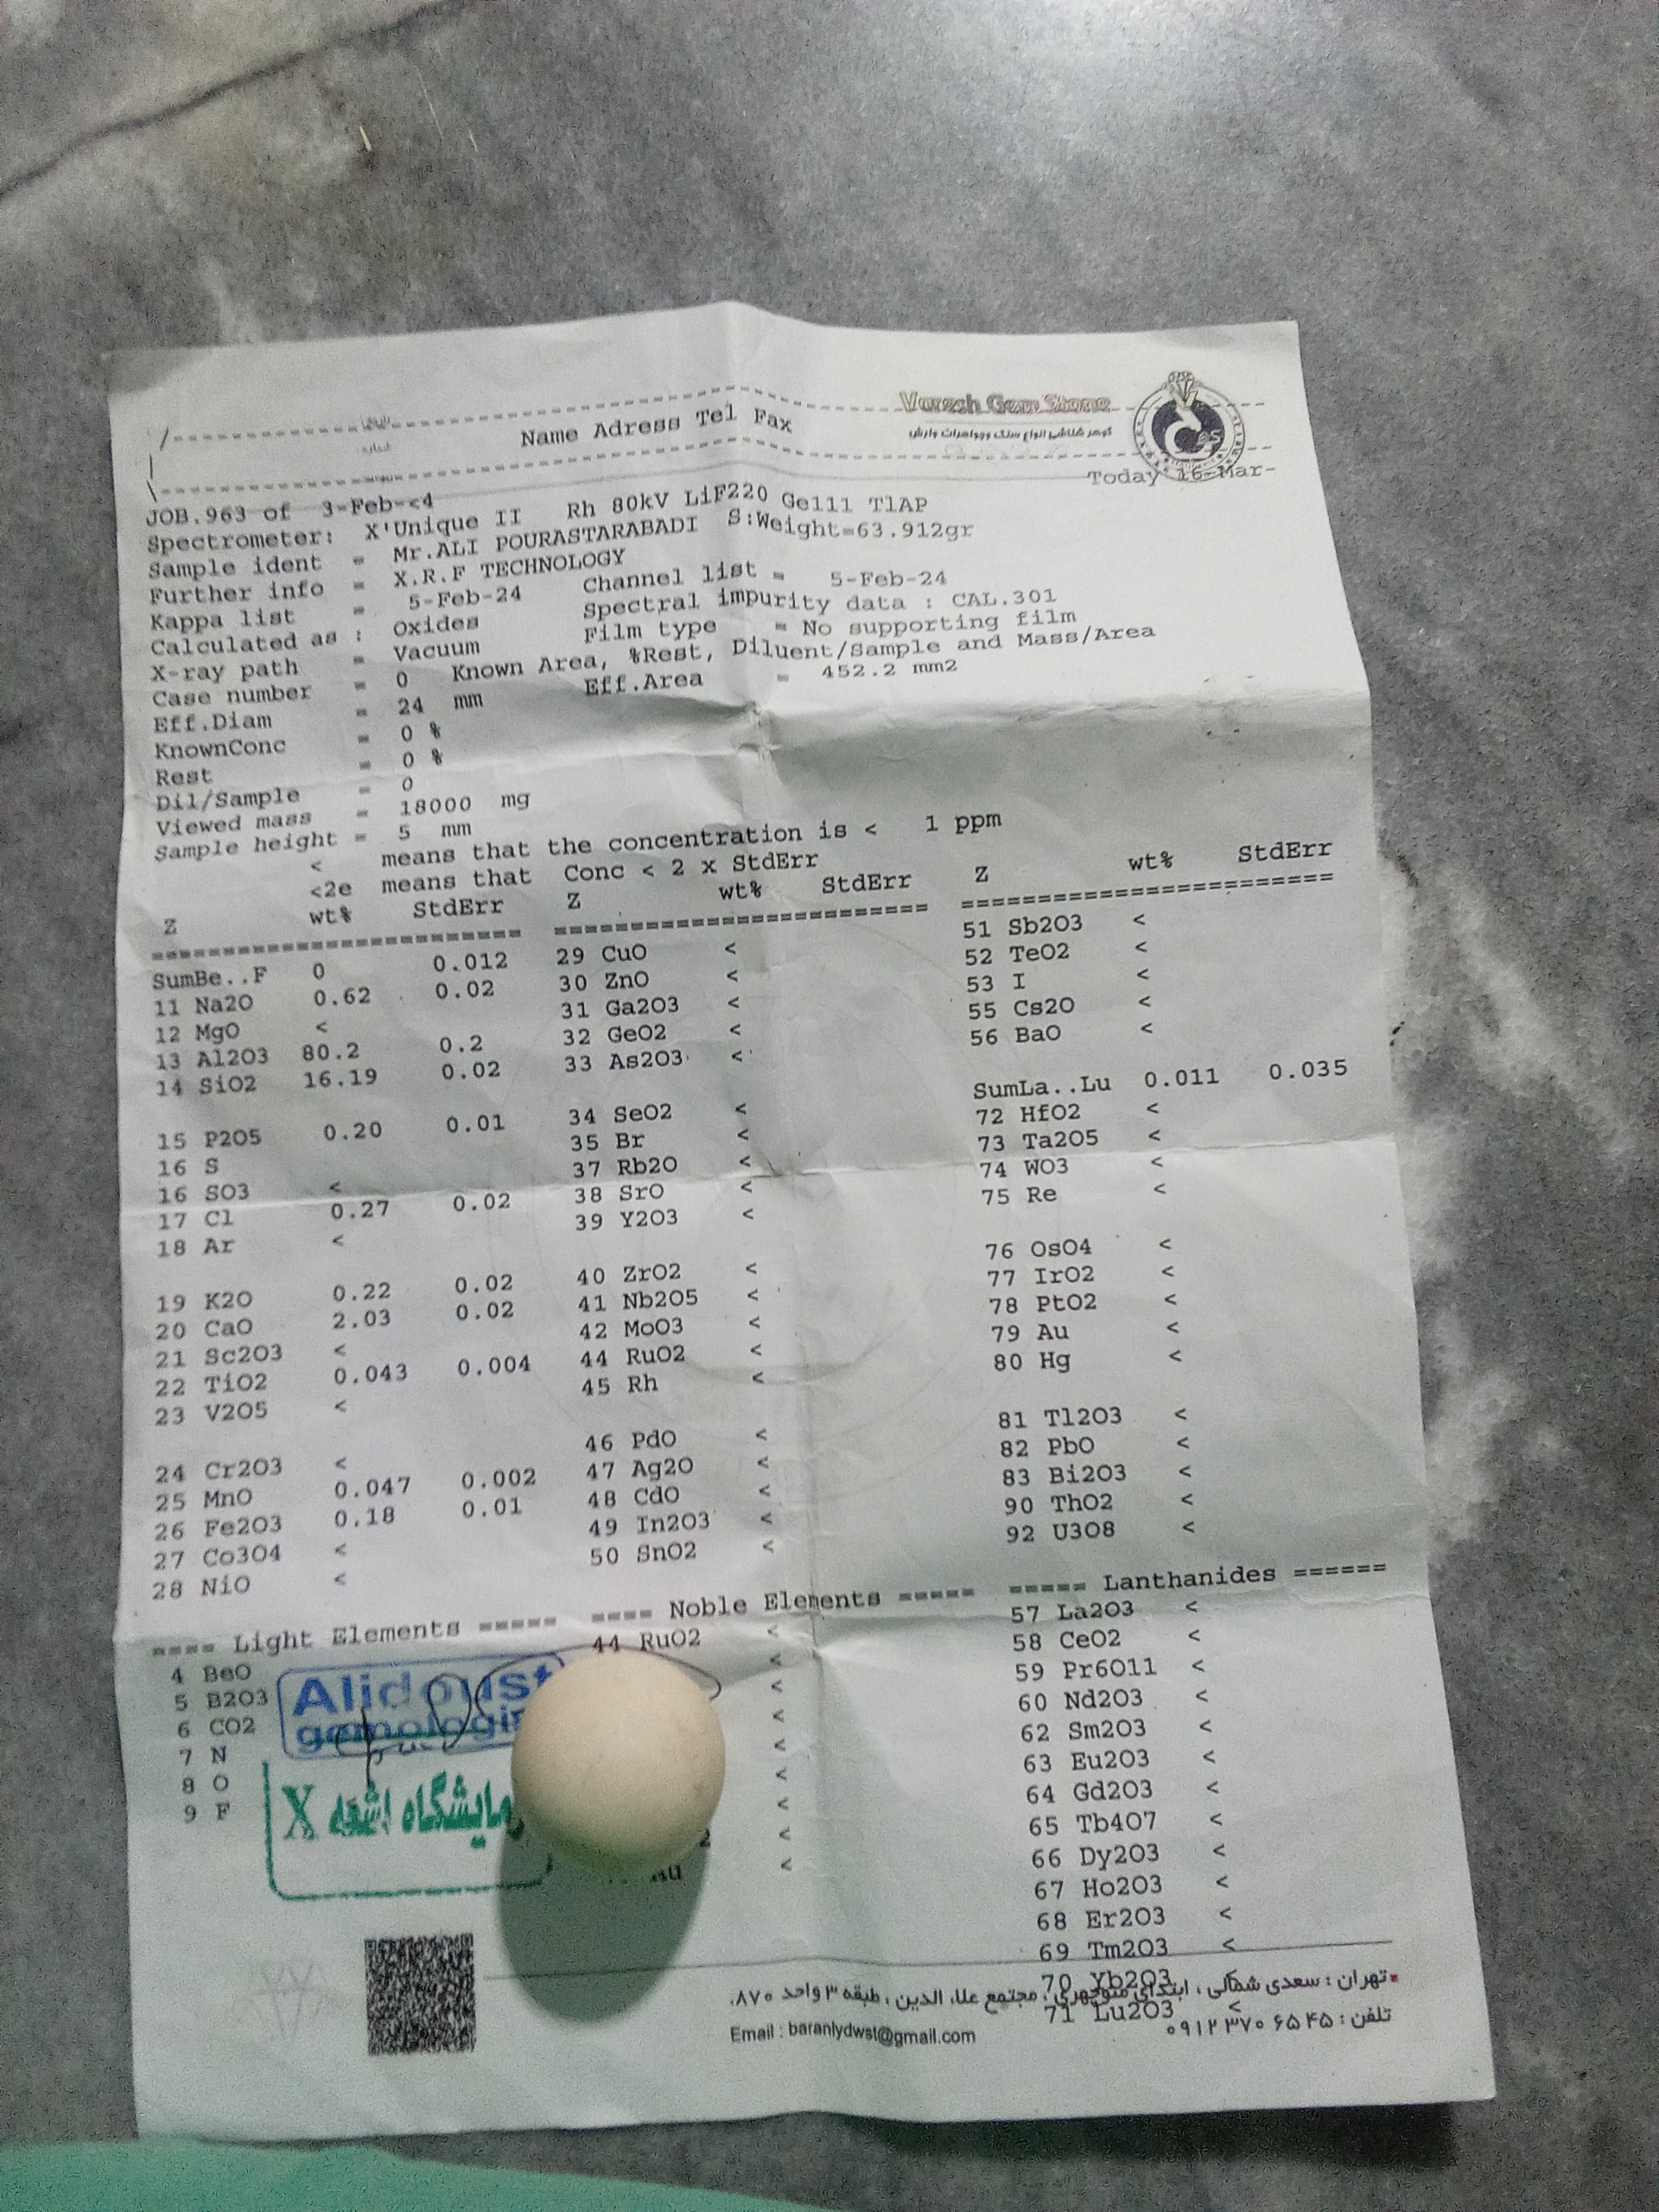 Varesh Gem Stone
گوهر شناسی انواع سنگ وجواهرات وارش
/----------------
Name Adress Tel Fax
Today 16-Mar-
JOB.963 of 3-Feb-<4
Spectrometer: X'Unique II Rh 80kV LiF220 Ge111 TlAP
Sample ident = Mr.ALI POURASTARABADI S:Weight=63.912gr
Further info = X.R.F TECHNOLOGY
Kappa list = 5-Feb-24 Channel list = 5-Feb-24
Calculated as : Oxides Spectral impurity data : CAL.301
X-ray path = Vacuum Film type = No supporting film
Case number = 0 Known Area, %Rest, Diluent/Sample and Mass/Area
Eff.Diam = 24 mm Eff.Area = 452.2 mm2
KnownConc = 0 %
Rest = 0 %
Dil/Sample = 0
Viewed mass = 18000 mg
Sample height = 5 mm
< means that the concentration is < 1 ppm
<2e means that Conc < 2 x StdErr
Z wt% StdErr Z wt% StdErr Z wt% StdErr
SumBe..F 0 0.012
11 Na2O 0.62 0.02
12 MgO <
13 Al2O3 80.2 0.2
14 SiO2 16.19 0.02
15 P2O5 0.20 0.01
16 S
16 SO3 <
17 Cl 0.27 0.02
18 Ar <
19 K2O 0.22 0.02
20 CaO 2.03 0.02
21 Sc2O3 <
22 TiO2 0.043 0.004
23 V2O5 <
24 Cr2O3 <
25 MnO 0.047 0.002
26 Fe2O3 0.18 0.01
27 Co3O4 <
28 NiO <
29 CuO <
30 ZnO <
31 Ga2O3 <
32 GeO2 <
33 As2O3 <
34 SeO2 <
35 Br <
37 Rb2O <
38 SrO <
39 Y2O3 <
40 ZrO2 <
41 Nb2O5 <
42 MoO3 <
44 RuO2 <
45 Rh <
46 PdO <
47 Ag2O <
48 CdO <
49 In2O3 <
50 SnO2 <
51 Sb2O3 <
52 TeO2 <
53 I <
55 Cs2O <
56 BaO <
SumLa..Lu 0.011 0.035
72 HfO2 <
73 Ta2O5 <
74 WO3 <
75 Re <
76 OsO4 <
77 IrO2 <
78 PtO2 <
79 Au <
80 Hg <
81 Tl2O3 <
82 PbO <
83 Bi2O3 <
90 ThO2 <
92 U3O8 <
==== Light Elements =====
4 BeO
5 B2O3
6 CO2
7 N
8 O
9 F
==== Noble Elements =====
44 RuO2 <
<
<
<
<
<
<
<
<
===== Lanthanides ======
57 La2O3 <
58 CeO2 <
59 Pr6O11 <
60 Nd2O3 <
62 Sm2O3 <
63 Eu2O3 <
64 Gd2O3 <
65 Tb4O7 <
66 Dy2O3 <
67 Ho2O3 <
68 Er2O3 <
69 Tm2O3 <
70 Yb2O3 <
71 Lu2O3 <
Alidoust
اشعه X
تهران : سعدی شمالی ، ابتدای منوچهری ، مجتمع علاء الدین ، طبقه ۳ واحد ۸۷۰.
تلفن : ۰۹۱۲۳۷۰۶۵۴۵
Email : baranlydwst@gmail.com